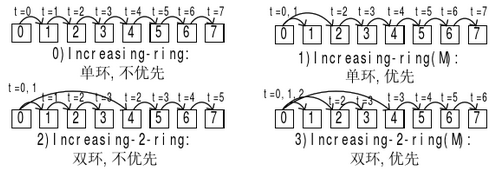 t=0 t=1 t=2 t=3 t=4 t=5 t=6 t=7
0 1 2 3 4 5 6 7
0)Increasing-ring:
单环, 不优先
t=0, 1 t=2 t=3 t=4 t=5 t=6 t=7
0 1 2 3 4 5 6 7
1)Increasing-ring(M):
单环, 优先
t=0, 1
t=2 t=3 t=2 t=3 t=4 t=5
0 1 2 3 4 5 6 7
2)Increasing-2-ring:
双环, 不优先
t=0, 1, 2
t=2 t=3 t=3 t=4 t=5 t=6
0 1 2 3 4 5 6 7
3)Increasing-2-ring(M):
双环, 优先